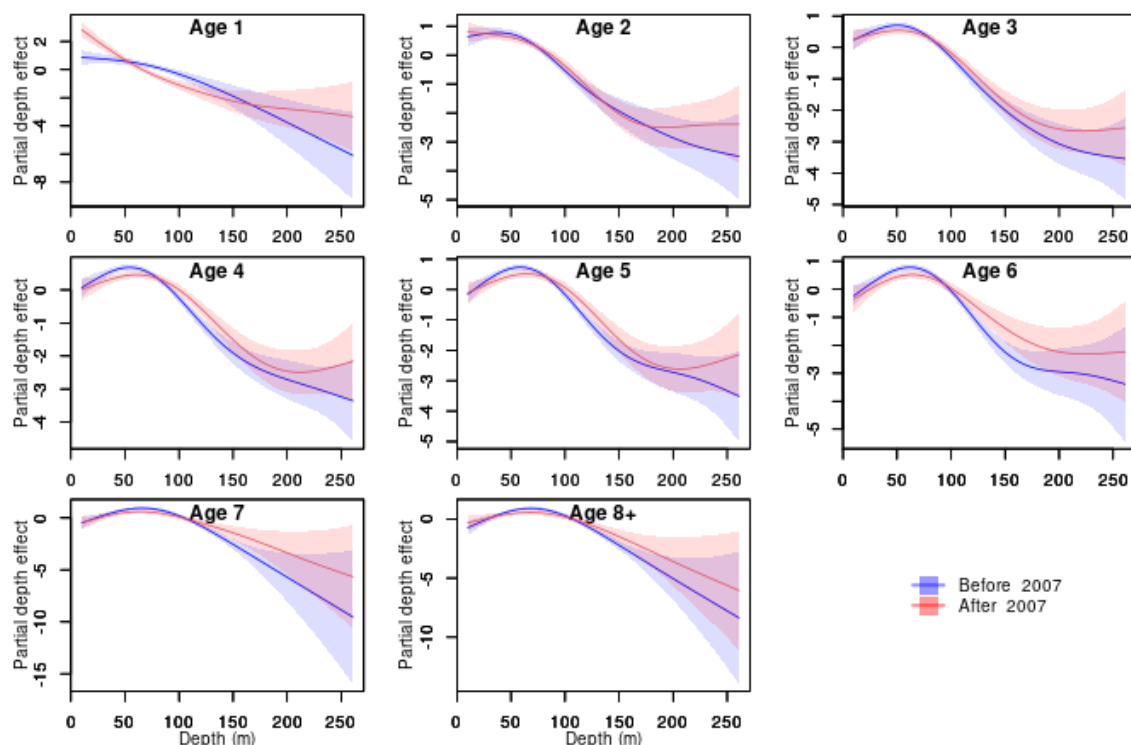 Age 1
Partial depth effect
2
0
-4
-8
0 50 100 150 200 250
Age 2
Partial depth effect
1
0
-1
-3
-5
0 50 100 150 200 250
Age 3
Partial depth effect
1
0
-1
-2
-3
-4
-5
0 50 100 150 200 250
Age 4
Partial depth effect
0
-1
-2
-3
-4
0 50 100 150 200 250
Age 5
Partial depth effect
1
0
-1
-2
-3
-4
-5
0 50 100 150 200 250
Age 6
Partial depth effect
1
0
-1
-3
-5
0 50 100 150 200 250
Age 7
Partial depth effect
0
-5
-10
-15
0 50 100 150 200 250
Depth (m)
Age 8+
Partial depth effect
0
-5
-10
0 50 100 150 200 250
Depth (m)
Before 2007
After 2007